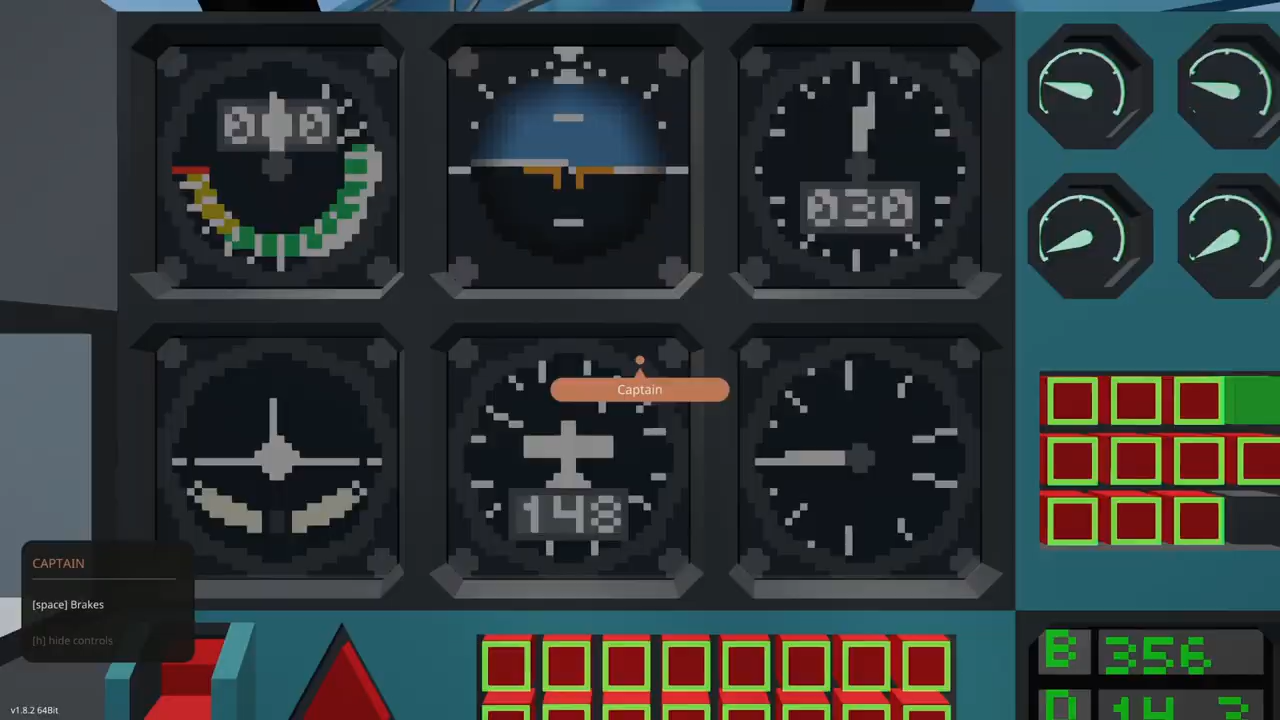 000
030
Captain
148
CAPTAIN
[space] Brakes
[h] hide controls
B 356
v1.8.2 64Bit